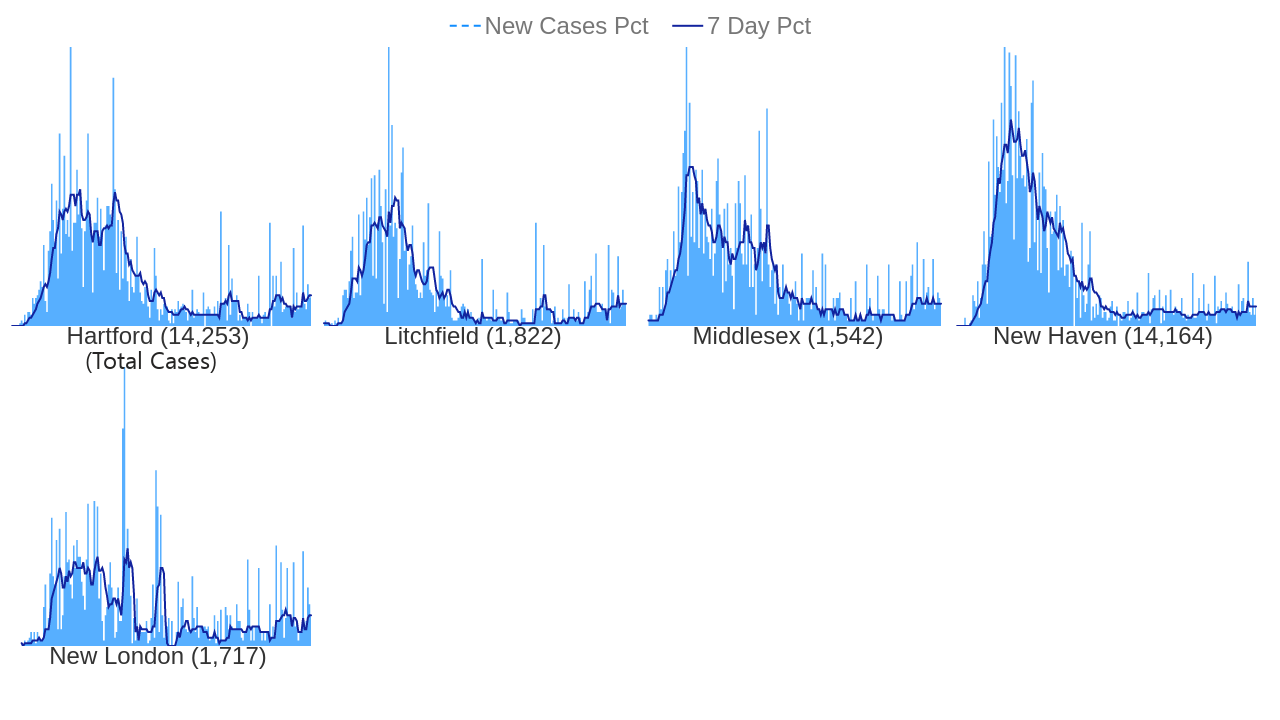 New Cases Pct 7 Day Pct
Hartford (14,253) Litchfield (1,822) Middlesex (1,542) New Haven (14,164)
(Total Cases)
New London (1,717)